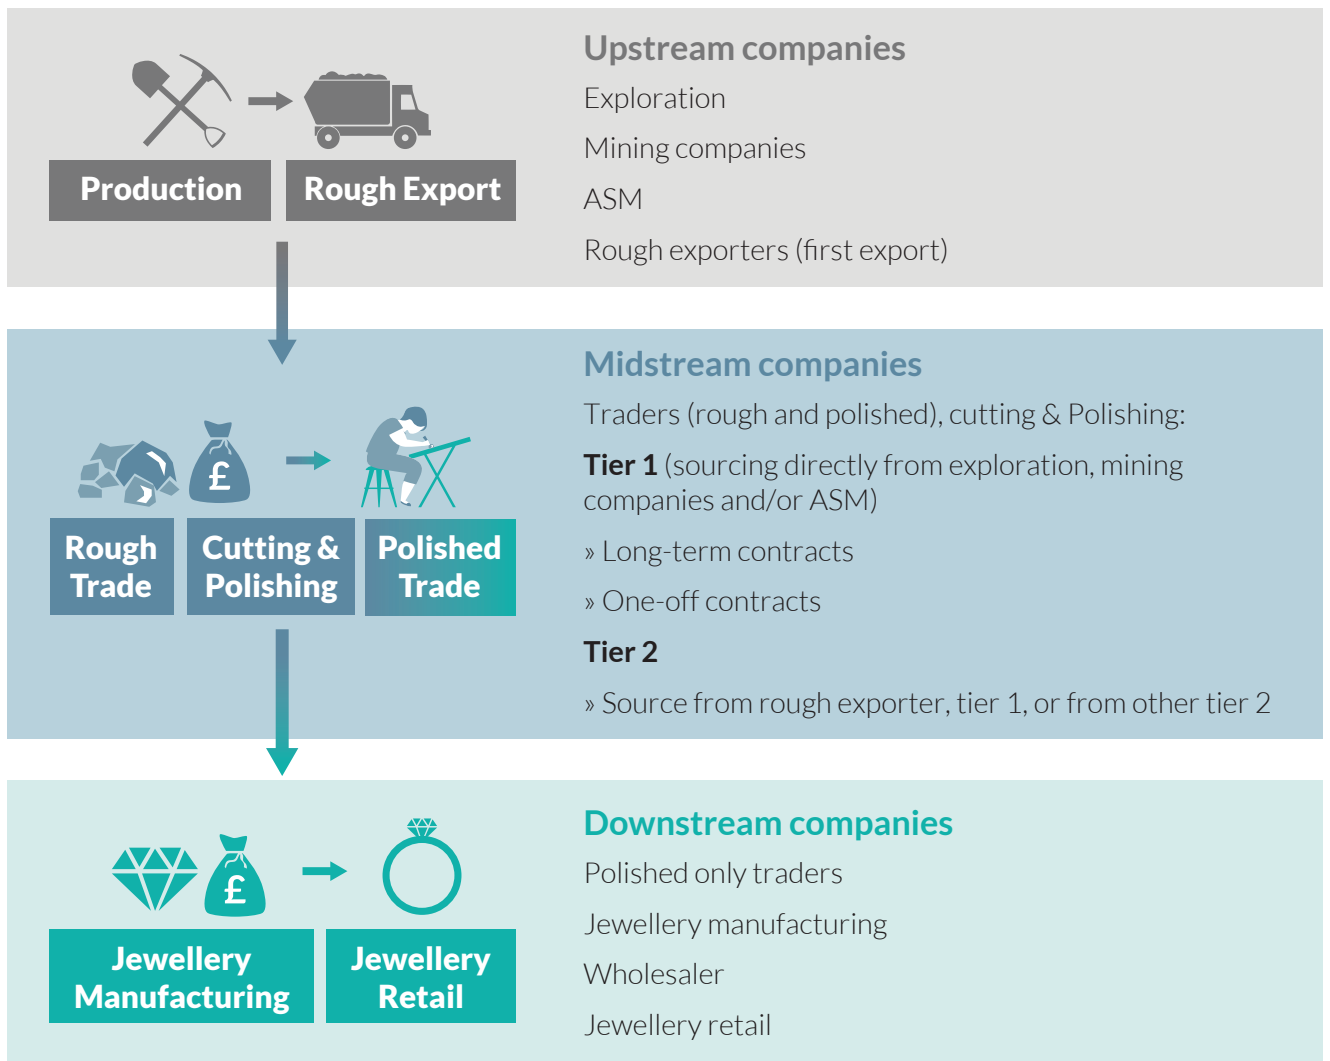 Upstream companies
Exploration
Mining companies
ASM
Rough exporters (first export)
Production
Rough Export
Midstream companies
Traders (rough and polished), cutting & Polishing:
Tier 1 (sourcing directly from exploration, mining
companies and/or ASM)
» Long-term contracts
» One-off contracts
Tier 2
» Source from rough exporter, tier 1, or from other tier 2
£
Rough
Trade
Cutting &
Polishing
Polished
Trade
Downstream companies
Polished only traders
Jewellery manufacturing
Wholesaler
Jewellery retail
£
Jewellery
Manufacturing
Jewellery
Retail